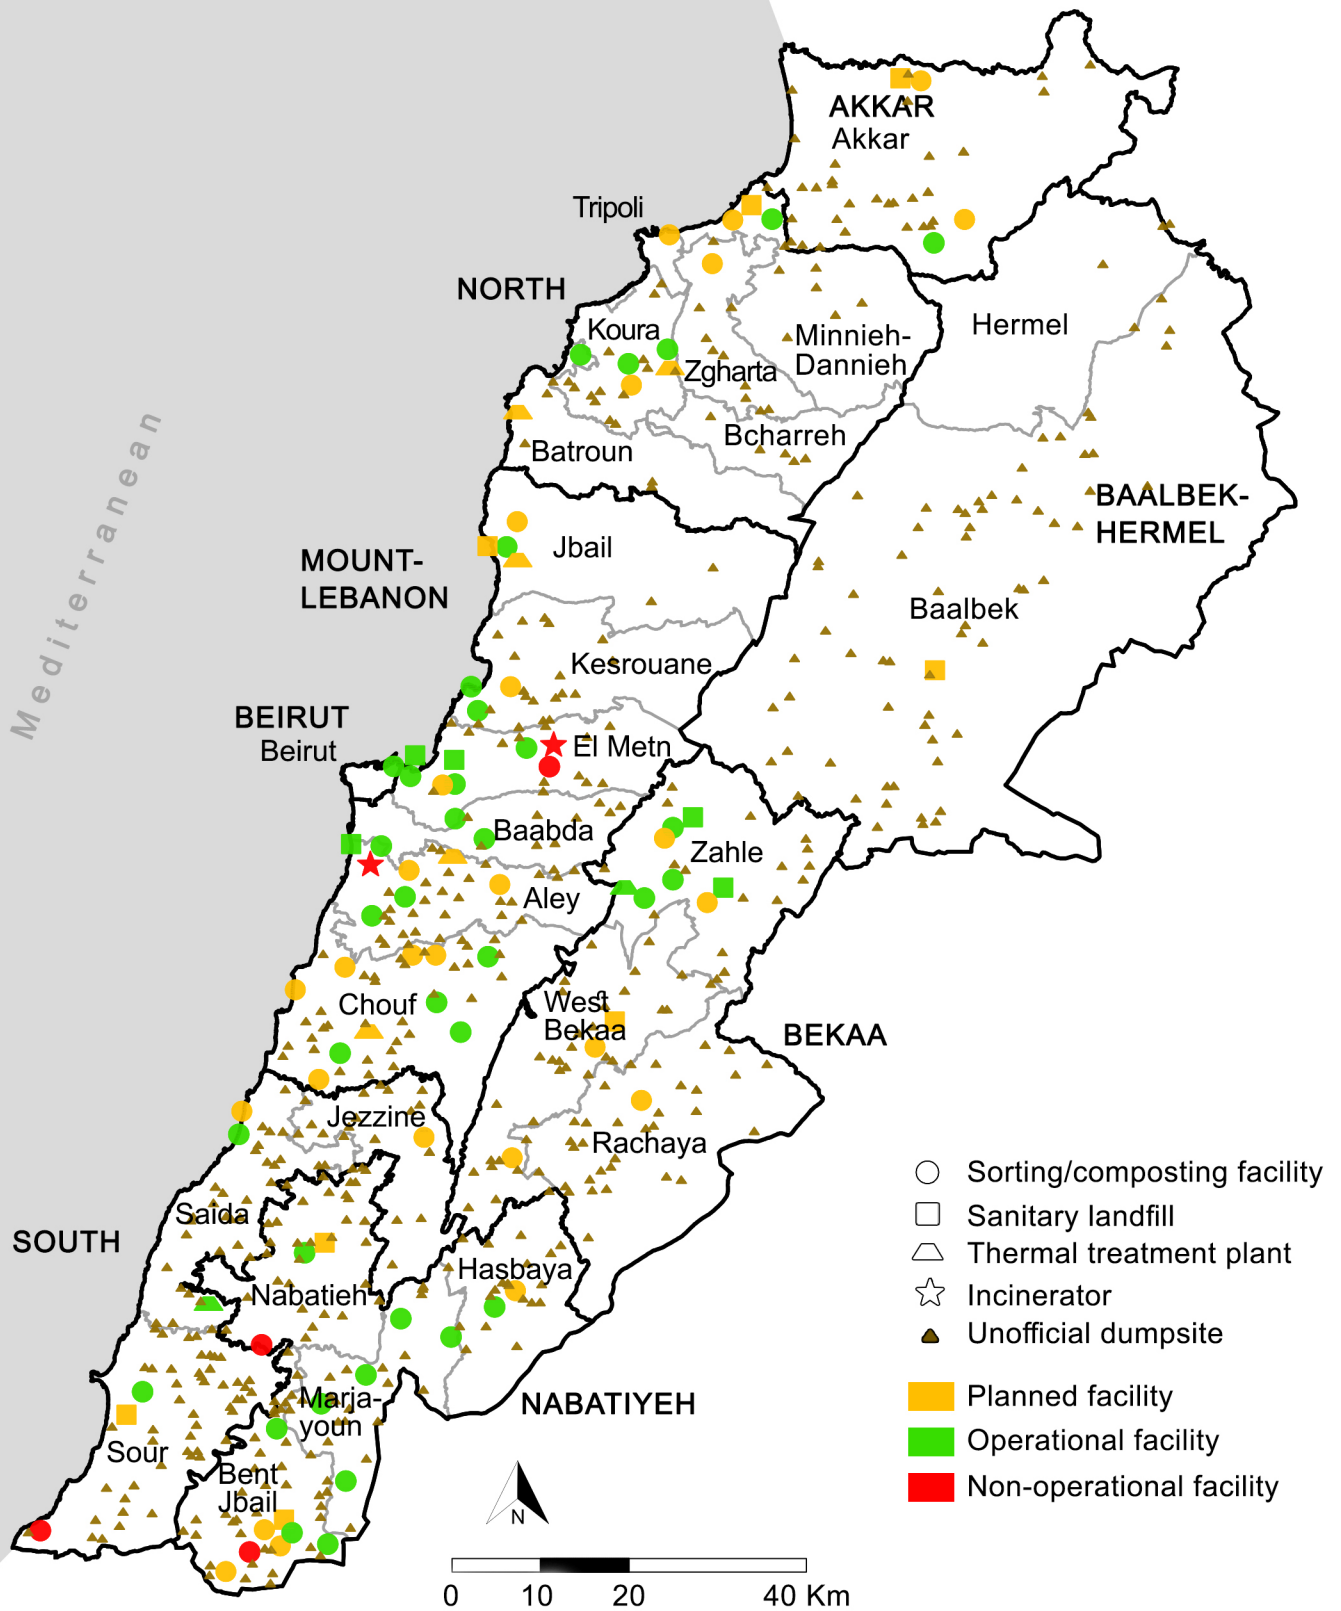 AKKAR
Akkar
Tripoli
NORTH
Koura
Hermel
Minnieh-
Dannieh
Zgharta
Bcharreh
Batroun
BAALBEK-
HERMEL
Mediterranean
MOUNT-
LEBANON
Jbail
Baalbek
Kesrouane
BEIRUT
Beirut
El Metn
Baabda
Zahle
Aley
Chouf
West
Bekaa
BEKAA
Jezzine
Rachaya
Saida
SOUTH
Hasbaya
Nabatieh
NABATIYEH
Marja-
youn
Sour
Bent
Jbail
Sorting/composting facility
Sanitary landfill
Thermal treatment plant
Incinerator
Unofficial dumpsite
Planned facility
Operational facility
Non-operational facility
N
0 10 20 40 Km